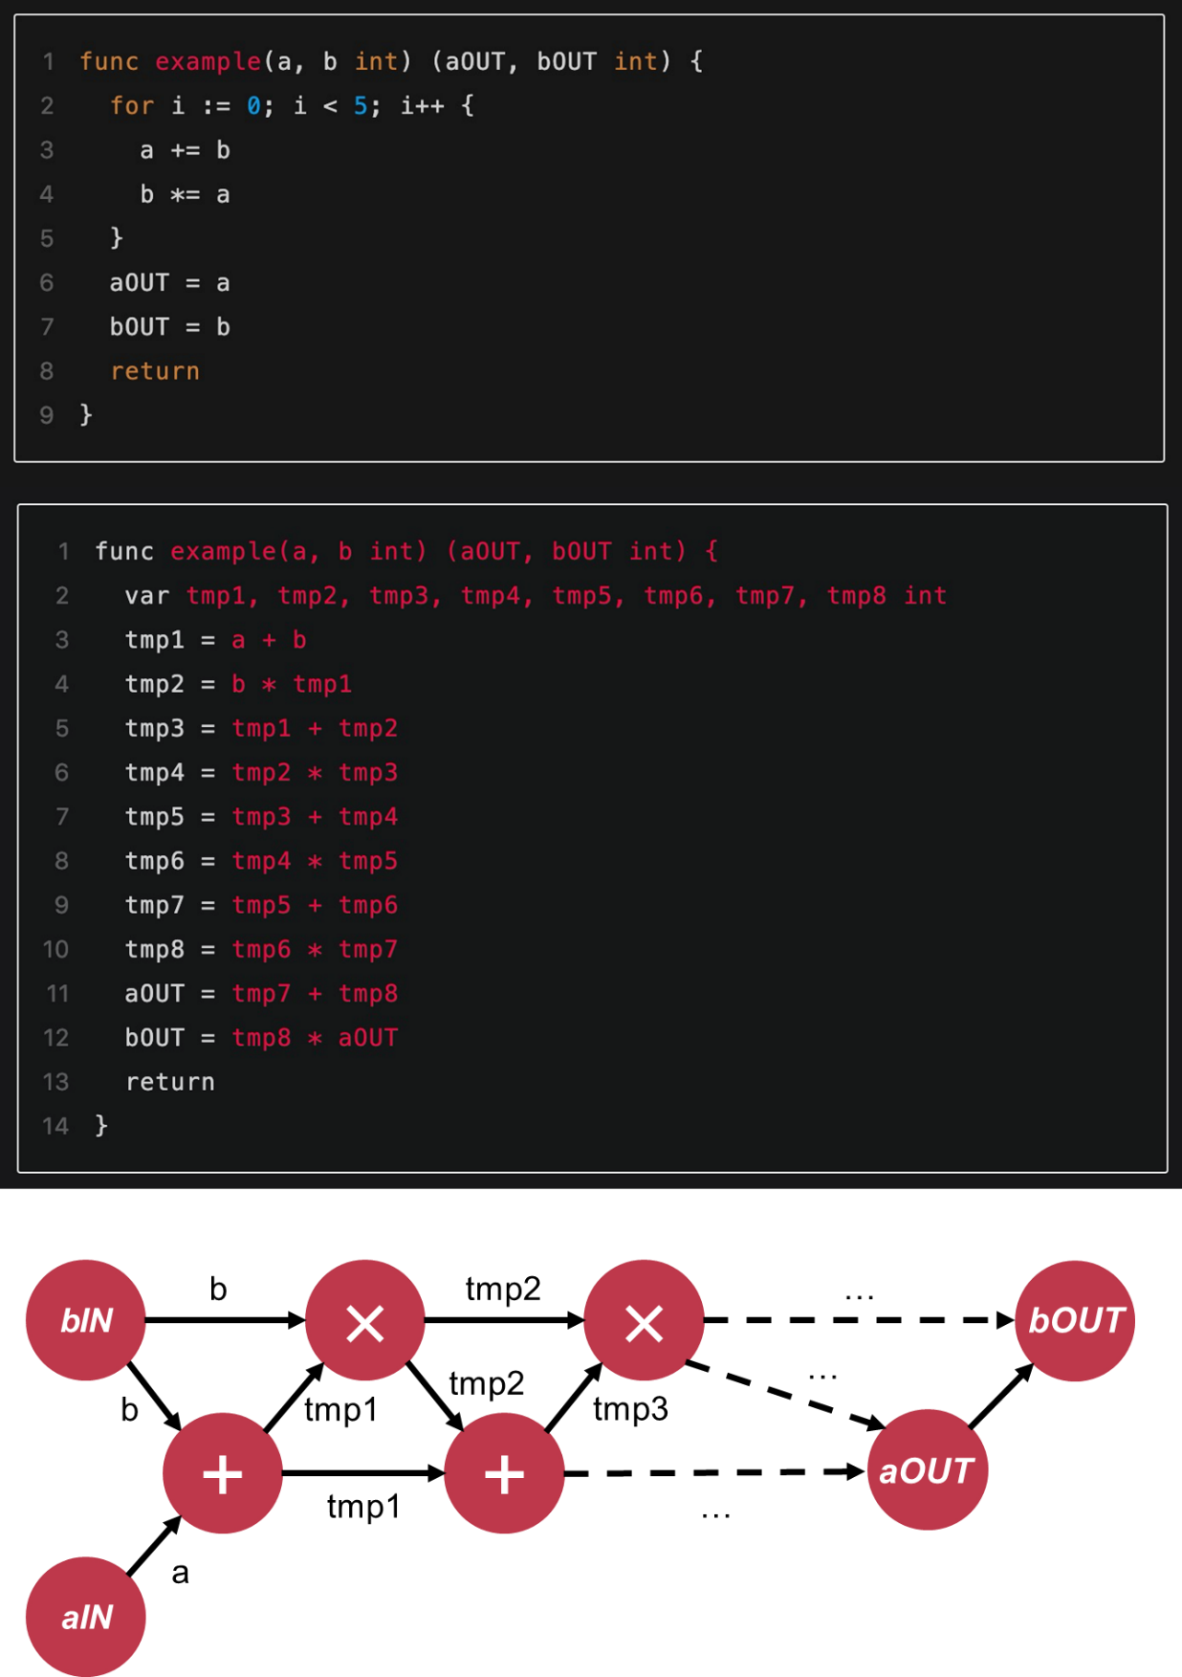 1 func example(a, b int) (aOUT, bOUT int) {
2 for i := 0; i < 5; i++ {
3 a += b
4 b *= a
5 }
6 aOUT = a
7 bOUT = b
8 return
9 }
1 func example(a, b int) (aOUT, bOUT int) {
2 var tmp1, tmp2, tmp3, tmp4, tmp5, tmp6, tmp7, tmp8 int
3 tmp1 = a + b
4 tmp2 = b * tmp1
5 tmp3 = tmp1 + tmp2
6 tmp4 = tmp2 * tmp3
7 tmp5 = tmp3 + tmp4
8 tmp6 = tmp4 * tmp5
9 tmp7 = tmp5 + tmp6
10 tmp8 = tmp6 * tmp7
11 aOUT = tmp7 + tmp8
12 bOUT = tmp8 * aOUT
13 return
14 }
b tmp2 ...
bIN × × bOUT
b tmp1 tmp2 tmp3 ...
+ + aOUT
tmp1 ...
a
aIN